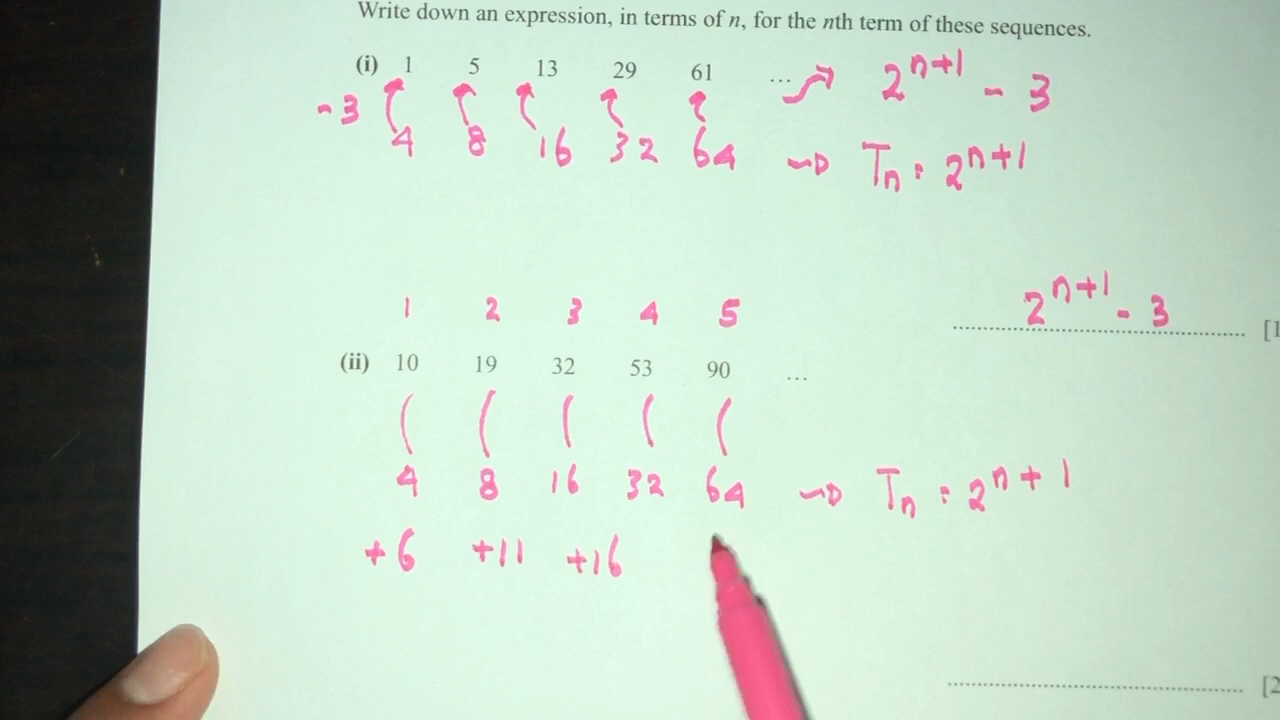 Write down an expression, in terms of n, for the nth term of these sequences.
(i) 1 5 13 29 61 ... → 2^{n+1} - 3
-3
4 8 16 32 64 → Tn : 2^{n+1}
2^{n+1} - 3
[1
1 2 3 4 5
(ii) 10 19 32 53 90 ...
4 8 16 32 64 → Tn : 2^{n+1}
+6 +11 +16
[2